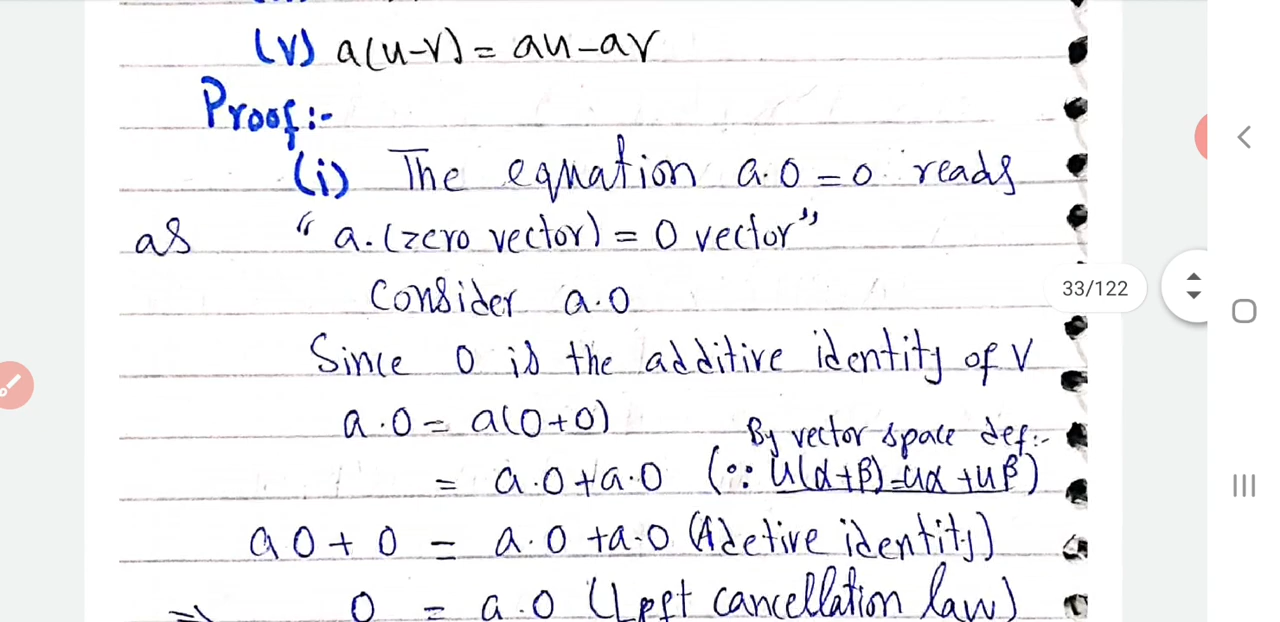 (v) a(u-v) = au-av
Proof:-
(i) The equation a.0 = 0 reads
as " a.(zero vector) = 0 vector"
Consider a.0
Since 0 is the additive identity of V
a.0 = a(0+0)
By vector space def:-
= a.0+a.0 (∵ u(α+β)=uα+uβ)
a0+0 = a.0+a.0 (Adetive identity)
⇒ 0 = a.0 (Left cancellation law)
33/122